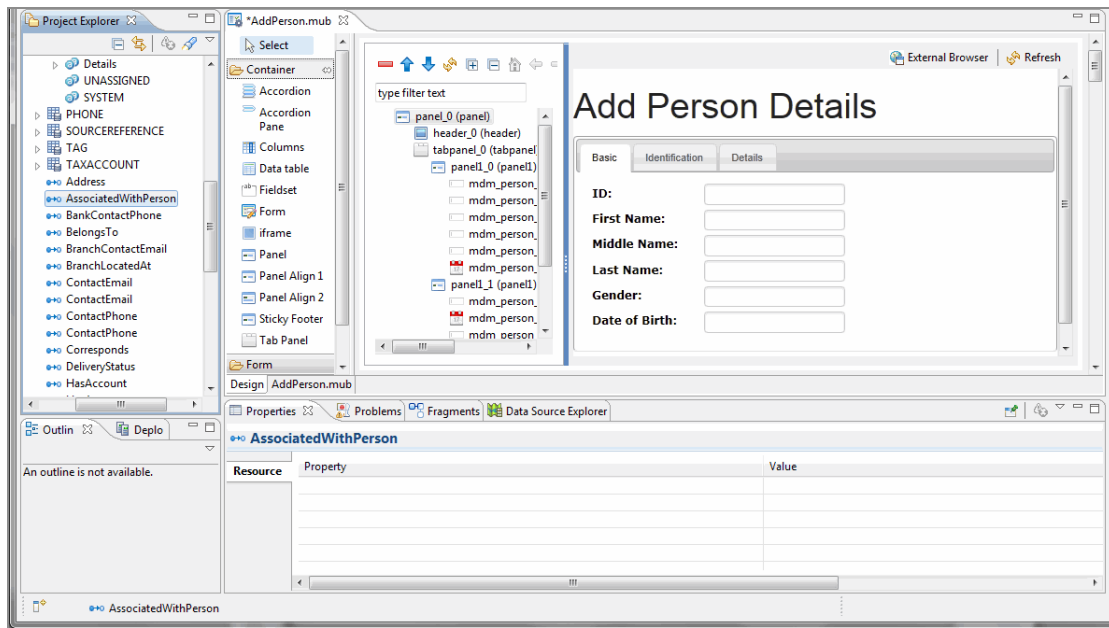 Project Explorer
Details
UNASSIGNED
SYSTEM
PHONE
SOURCEREFERENCE
TAG
TAXACCOUNT
Address
AssociatedWithPerson
BankContactPhone
BelongsTo
BranchContactEmail
BranchLocatedAt
ContactEmail
ContactEmail
ContactPhone
ContactPhone
Corresponds
DeliveryStatus
HasAccount
*AddPerson.mub
Select
Container
Accordion
Accordion
Pane
Columns
Data table
Fieldset
Form
iframe
Panel
Panel Align 1
Panel Align 2
Sticky Footer
Tab Panel
Form
type filter text
panel_0 (panel)
header_0 (header)
tabpanel_0 (tabpanel
panel1_0 (panel1)
mdm_person_
mdm_person_
mdm_person_
mdm_person_
mdm_person_
mdm_person_
panel1_1 (panel1)
mdm_person_
mdm_person_
mdm_person
External Browser
Refresh
Add Person Details
Basic
Identification
Details
ID:
First Name:
Middle Name:
Last Name:
Gender:
Date of Birth:
Design
AddPerson.mub
Outlin
Deplo
An outline is not available.
Properties
Problems
Fragments
Data Source Explorer
AssociatedWithPerson
Resource
Property
Value
AssociatedWithPerson